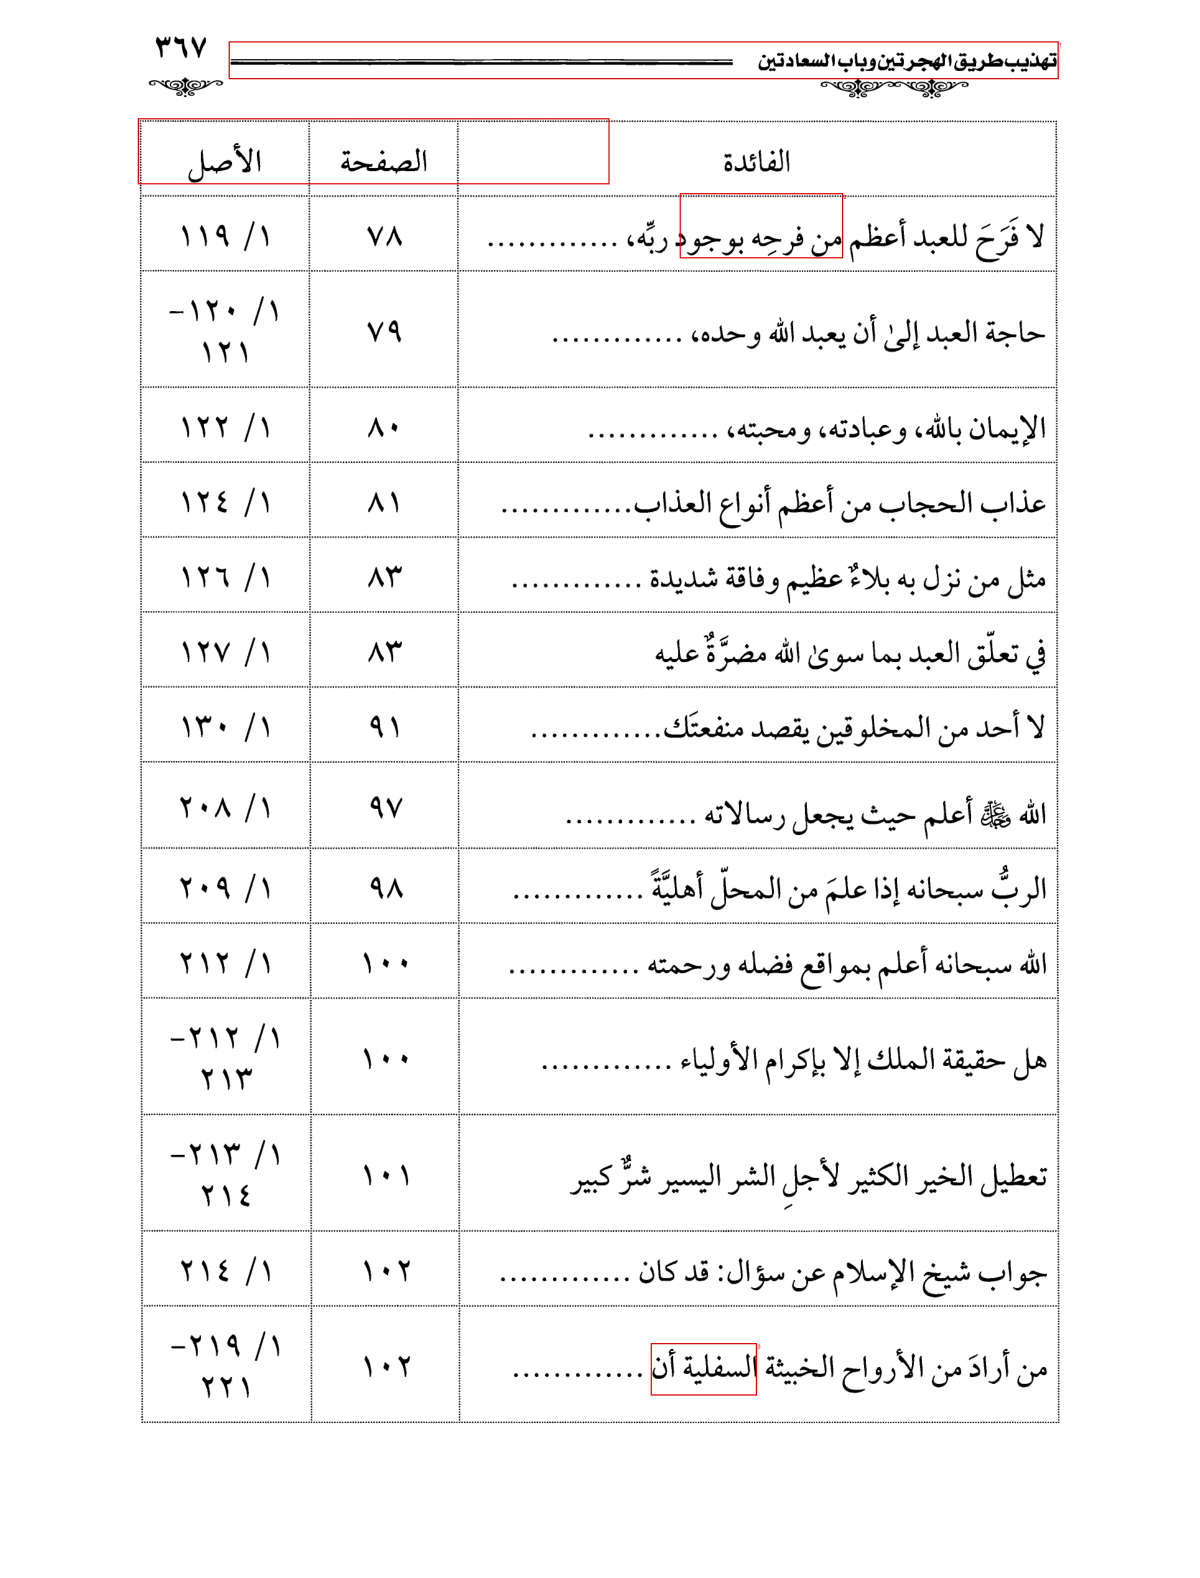 تهذيب طريق الهجرتين وباب السعادتين ٣٦٧
الفائدة الصفحة الأصل
لا فَرَحَ للعبد أعظم من فرحِه بوجود ربِّه، ............. ٧٨ ١/ ١١٩
حاجة العبد إلىٰ أن يعبد الله وحده، ............. ٧٩ ١/ ١٢٠–
١٢١
الإيمان بالله، وعبادته، ومحبته، ............. ٨٠ ١/ ١٢٢
عذاب الحجاب من أعظم أنواع العذاب............. ٨١ ١/ ١٢٤
مثل من نزل به بلاءٌ عظيم وفاقة شديدة ............. ٨٣ ١/ ١٢٦
في تعلّق العبد بما سوىٰ الله مضرَّةٌ عليه ٨٣ ١/ ١٢٧
لا أحد من المخلوقين يقصد منفعتَك............. ٩١ ١/ ١٣٠
الله ﷿ أعلم حيث يجعل رسالاته ............. ٩٧ ١/ ٢٠٨
الربُّ سبحانه إذا علمَ من المحلّ أهليَّةً ............. ٩٨ ١/ ٢٠٩
الله سبحانه أعلم بمواقع فضله ورحمته ............. ١٠٠ ١/ ٢١٢
هل حقيقة الملك إلا بإكرام الأولياء ............. ١٠٠ ١/ ٢١٢–
٢١٣
تعطيل الخير الكثير لأجلِ الشر اليسير شرٌّ كبير ١٠١ ١/ ٢١٣–
٢١٤
جواب شيخ الإسلام عن سؤال: قد كان ............. ١٠٢ ١/ ٢١٤
من أرادَ من الأرواح الخبيثة السفلية أن ............. ١٠٢ ١/ ٢١٩–
٢٢١